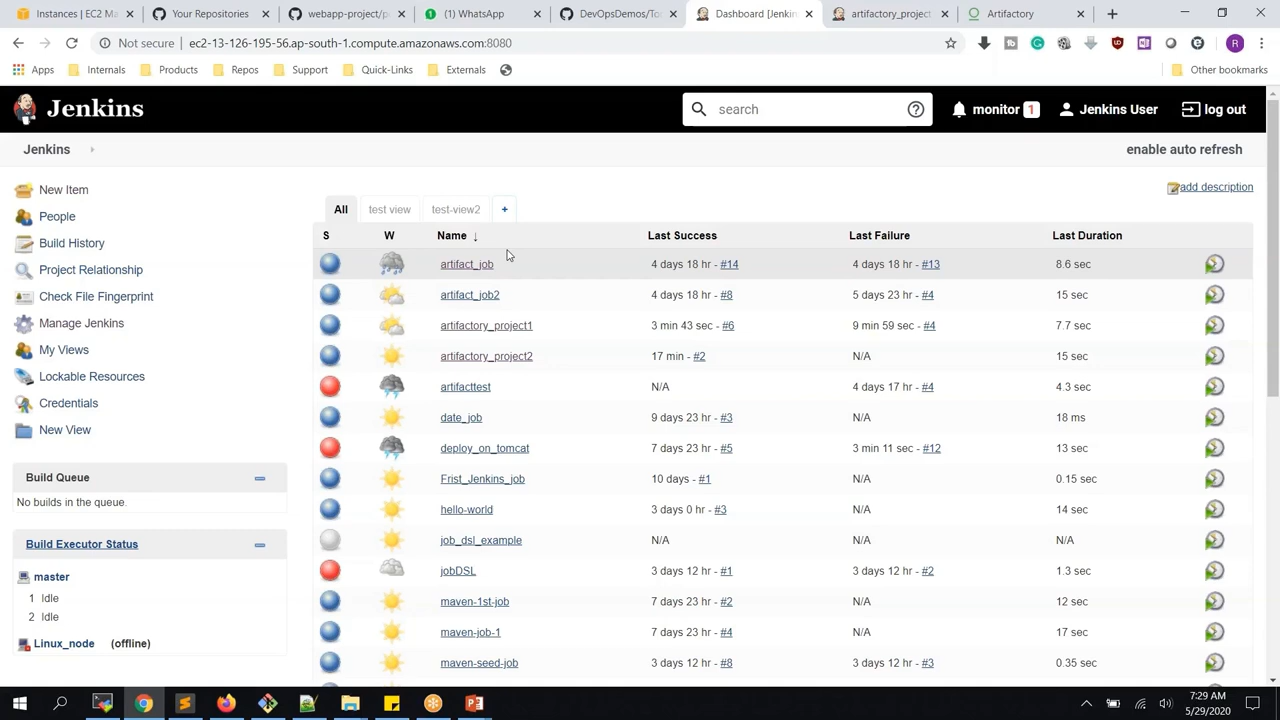 Instances | EC2 Ma
Your Repositories
webapp-project/p
(1) WhatsApp
DevOpsDemos/To
Dashboard [Jenkin
artifactory_project
Artifactory
Not secure | ec2-13-126-195-56.ap-south-1.compute.amazonaws.com:8080
Apps Internals Products Repos Support Quick-Links Externals Other bookmarks
Jenkins search monitor 1 Jenkins User log out
Jenkins enable auto refresh
add description
New Item
People
Build History
Project Relationship
Check File Fingerprint
Manage Jenkins
My Views
Lockable Resources
Credentials
New View
Build Queue
No builds in the queue.
Build Executor Status
master
1 Idle
2 Idle
Linux_node (offline)
All test view test-view2 +
S W Name ↓ Last Success Last Failure Last Duration
artifact_job 4 days 18 hr - #14 4 days 18 hr - #13 8.6 sec
artifact_job2 4 days 18 hr - #8 5 days 23 hr - #4 15 sec
artifactory_project1 3 min 43 sec - #6 9 min 59 sec - #4 7.7 sec
artifactory_project2 17 min - #2 N/A 15 sec
artifacttest N/A 4 days 17 hr - #4 4.3 sec
date_job 9 days 23 hr - #3 N/A 18 ms
deploy_on_tomcat 7 days 23 hr - #5 3 min 11 sec - #12 13 sec
Frist_Jenkins_job 10 days - #1 N/A 0.15 sec
hello-world 3 days 0 hr - #3 N/A 14 sec
job_dsl_example N/A N/A N/A
jobDSL 3 days 12 hr - #1 3 days 12 hr - #2 1.3 sec
maven-1st-job 7 days 23 hr - #2 N/A 12 sec
maven-job-1 7 days 23 hr - #4 N/A 17 sec
maven-seed-job 3 days 12 hr - #8 3 days 12 hr - #3 0.35 sec
7:29 AM
5/29/2020